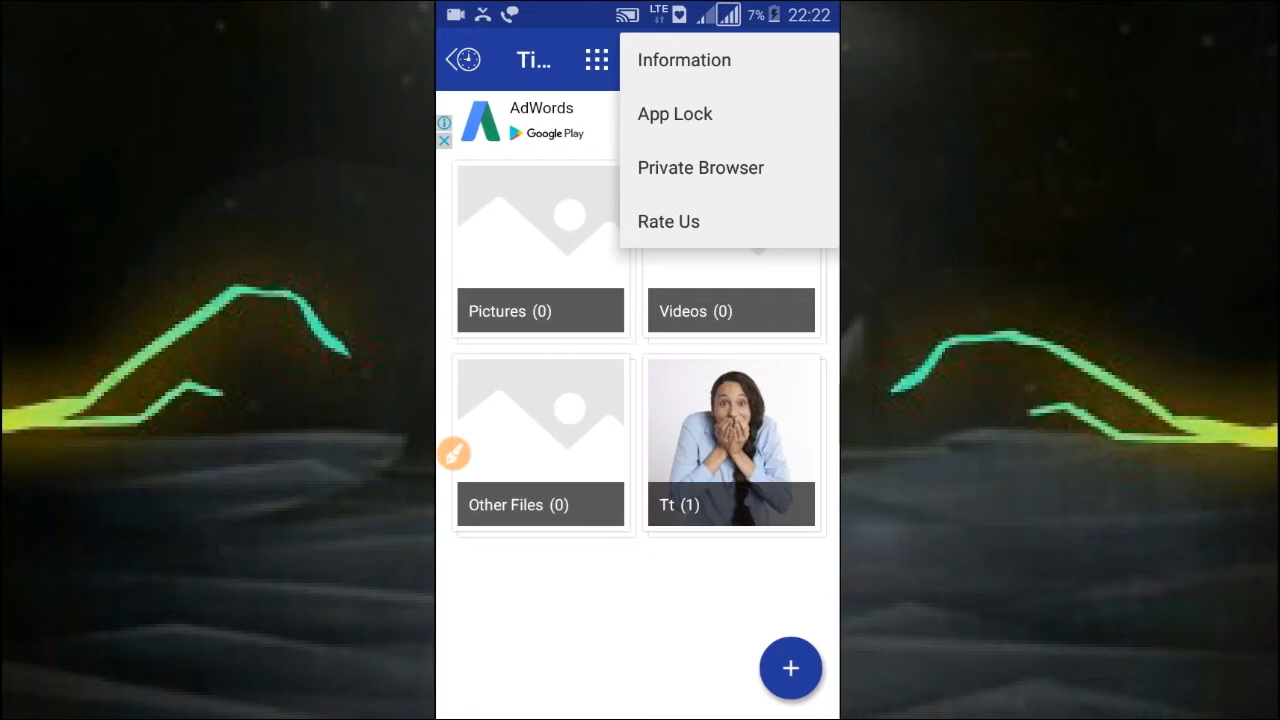 LTE 7% 22:22
Ti...
Information
App Lock
Private Browser
Rate Us
AdWords
Google Play
Pictures (0)
Videos (0)
Other Files (0)
Tt (1)